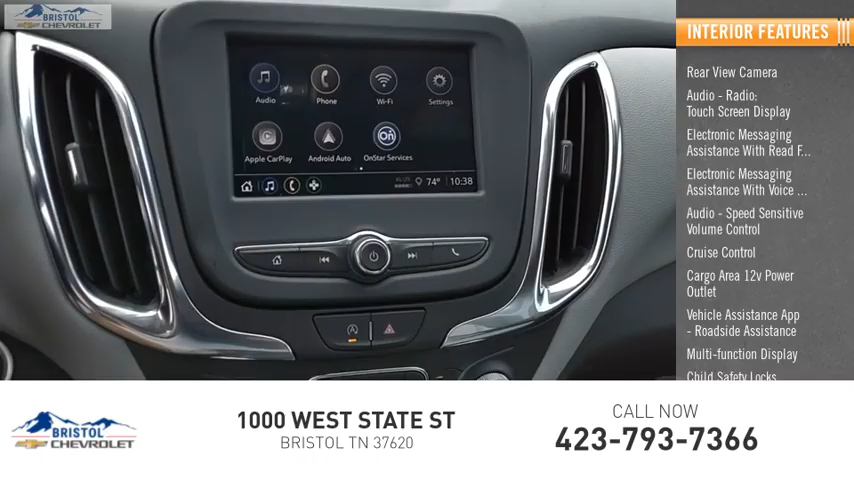 BRISTOL
CHEVROLET
Audio
Phone
Wi-Fi
Settings
Apple CarPlay
Android Auto
On
OnStar Services
74°
10:38
INTERIOR FEATURES
Rear View Camera
Audio - Radio:
Touch Screen Display
Electronic Messaging
Assistance With Read F...
Electronic Messaging
Assistance With Voice ...
Audio - Speed Sensitive
Volume Control
Cruise Control
Cargo Area 12v Power
Outlet
Vehicle Assistance App
- Roadside Assistance
Multi-function Display
Child Safety Locks
BRISTOL
CHEVROLET
1000 WEST STATE ST
BRISTOL TN 37620
CALL NOW
423-793-7366